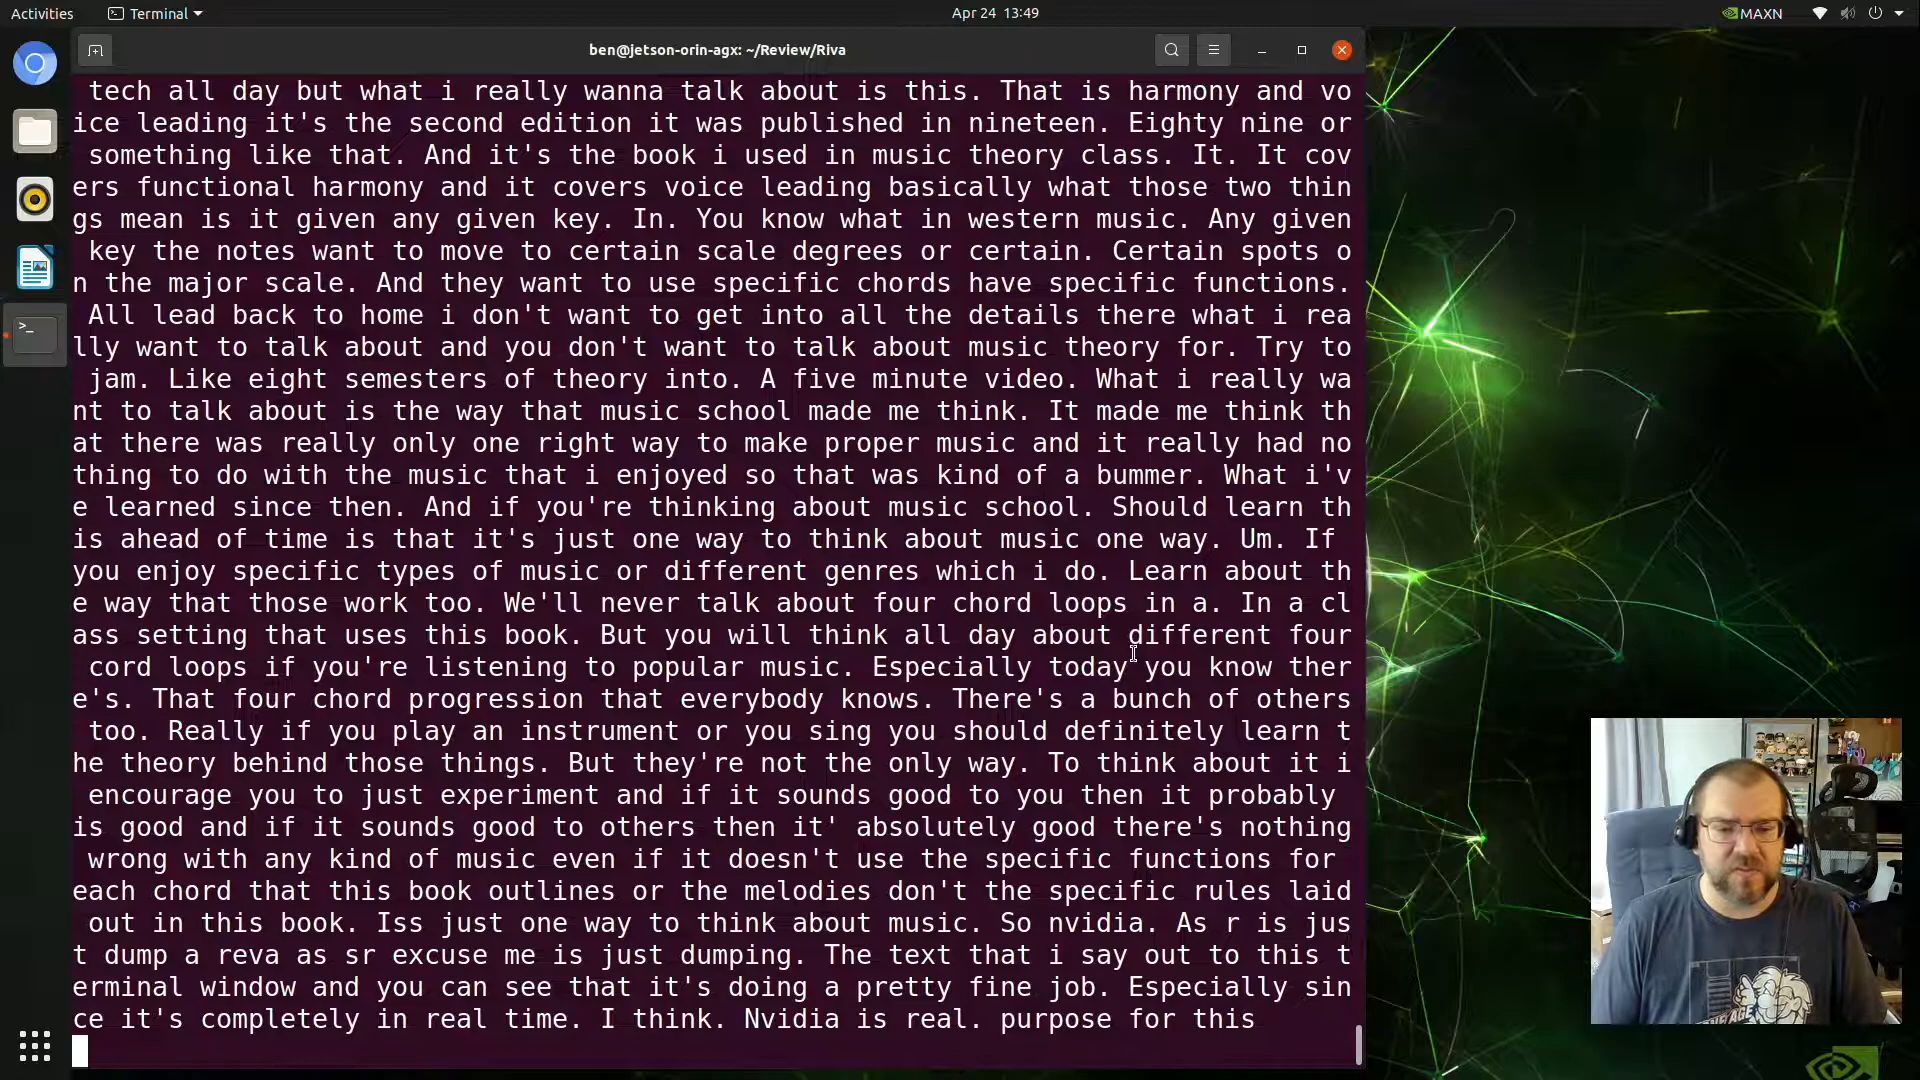 Activities
Terminal
Apr 24 13:49
MAXN
ben@jetson-orin-agx: ~/Review/Riva
tech all day but what i really wanna talk about is this. That is harmony and vo
ice leading it's the second edition it was published in nineteen. Eighty nine or
something like that. And it's the book i used in music theory class. It. It cov
ers functional harmony and it covers voice leading basically what those two thin
gs mean is it given any given key. In. You know what in western music. Any given
key the notes want to move to certain scale degrees or certain. Certain spots o
n the major scale. And they want to use specific chords have specific functions.
All lead back to home i don't want to get into all the details there what i rea
lly want to talk about and you don't want to talk about music theory for. Try to
jam. Like eight semesters of theory into. A five minute video. What i really wa
nt to talk about is the way that music school made me think. It made me think th
at there was really only one right way to make proper music and it really had no
thing to do with the music that i enjoyed so that was kind of a bummer. What i'v
e learned since then. And if you're thinking about music school. Should learn th
is ahead of time is that it's just one way to think about music one way. Um. If
you enjoy specific types of music or different genres which i do. Learn about th
e way that those work too. We'll never talk about four chord loops in a. In a cl
ass setting that uses this book. But you will think all day about different four
cord loops if you're listening to popular music. Especially today you know ther
e's. That four chord progression that everybody knows. There's a bunch of others
too. Really if you play an instrument or you sing you should definitely learn t
he theory behind those things. But they're not the only way. To think about it i
encourage you to just experiment and if it sounds good to you then it probably
is good and if it sounds good to others then it' absolutely good there's nothing
wrong with any kind of music even if it doesn't use the specific functions for
each chord that this book outlines or the melodies don't the specific rules laid
out in this book. Iss just one way to think about music. So nvidia. As r is jus
t dump a reva as sr excuse me is just dumping. The text that i say out to this t
erminal window and you can see that it's doing a pretty fine job. Especially sin
ce it's completely in real time. I think. Nvidia is real. purpose for this